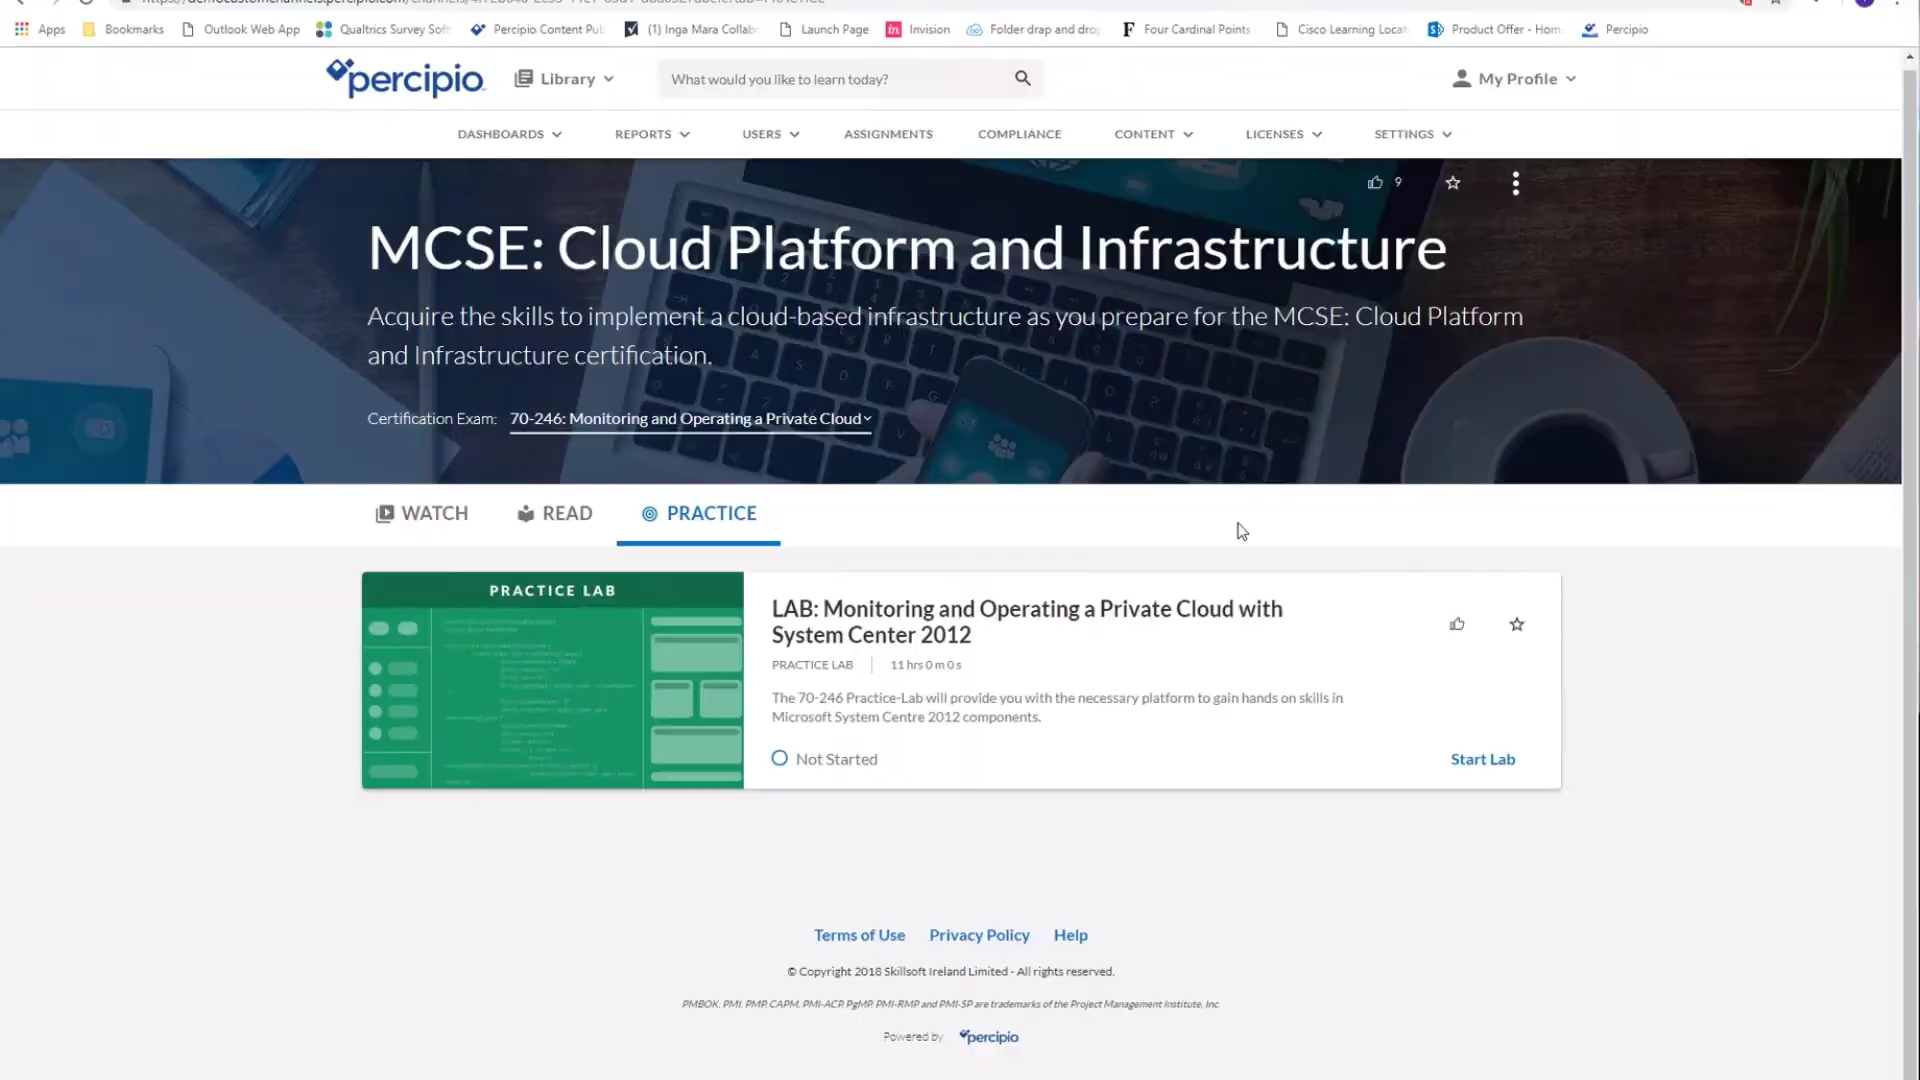 Apps
Bookmarks
Outlook Web App
Qualtrics Survey Soft
Percipio Content Pub
(1) Inga Mara Collab
Launch Page
Invision
Folder drap and drop
Four Cardinal Points
Cisco Learning Locat
Product Offer - Hom
Percipio
percipio
Library
What would you like to learn today?
My Profile
DASHBOARDS
REPORTS
USERS
ASSIGNMENTS
COMPLIANCE
CONTENT
LICENSES
SETTINGS
9
MCSE: Cloud Platform and Infrastructure
Acquire the skills to implement a cloud-based infrastructure as you prepare for the MCSE: Cloud Platform
and Infrastructure certification.
Certification Exam: 70-246: Monitoring and Operating a Private Cloud
WATCH
READ
PRACTICE
PRACTICE LAB
LAB: Monitoring and Operating a Private Cloud with
System Center 2012
PRACTICE LAB
11 hrs 0 m 0 s
The 70-246 Practice-Lab will provide you with the necessary platform to gain hands on skills in
Microsoft System Centre 2012 components.
Not Started
Start Lab
Terms of Use
Privacy Policy
Help
© Copyright 2018 Skillsoft Ireland Limited - All rights reserved.
PMBOK, PMI, PMP, CAPM, PMI-ACP, PgMP, PMI-RMP and PMI-SP are trademarks of the Project Management Institute, Inc.
Powered by percipio